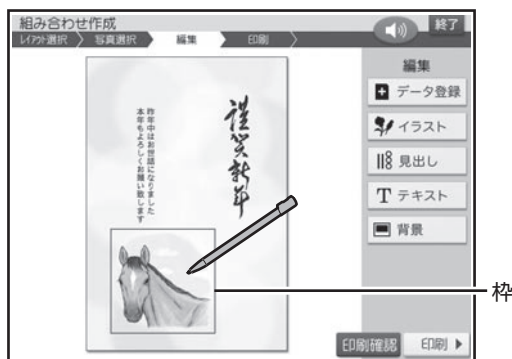 組み合わせ作成
終了
レイアウト選択
写真選択
編集
印刷
編集
データ登録
イラスト
見出し
T テキスト
背景
謹賀新年
昨年中はお世話になりました
本年もよろしくお願い致します
枠
印刷確認
印刷